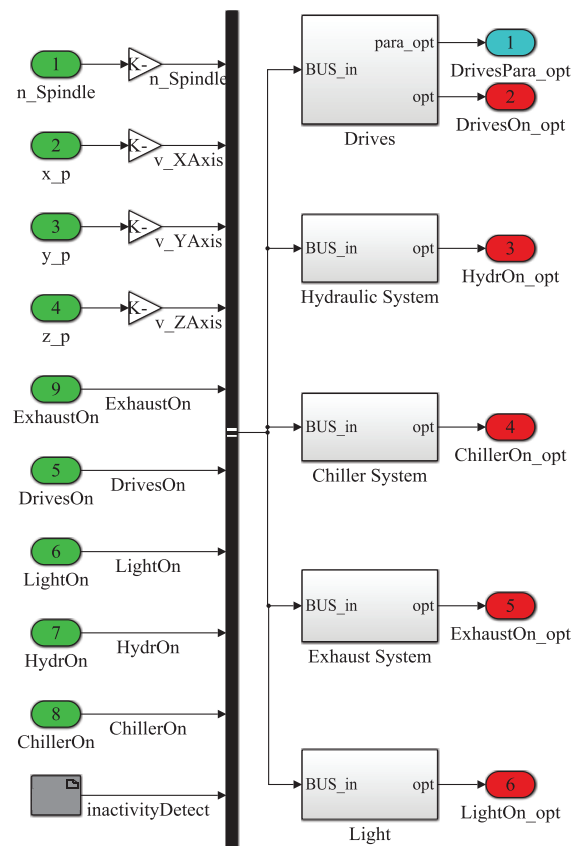 1
K-
n_Spindle
n_Spindle
2
K-
v_XAxis
x_p
3
K-
v_YAxis
y_p
4
K-
v_ZAxis
z_p
9
ExhaustOn
ExhaustOn
5
DrivesOn
DrivesOn
6
LightOn
LightOn
7
HydrOn
HydrOn
8
ChillerOn
ChillerOn
inactivityDetect
BUS_in
para_opt
opt
Drives
1
DrivesPara_opt
2
DrivesOn_opt
BUS_in
opt
Hydraulic System
3
HydrOn_opt
BUS_in
opt
Chiller System
4
ChillerOn_opt
BUS_in
opt
Exhaust System
5
ExhaustOn_opt
BUS_in
opt
Light
6
LightOn_opt